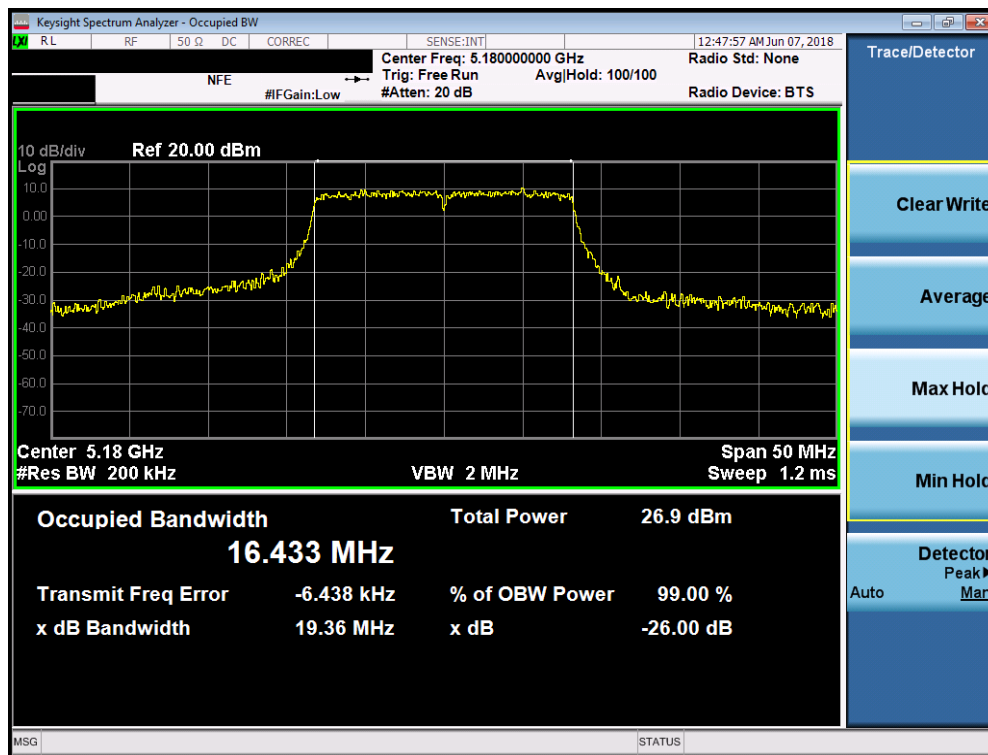 Keysight Spectrum Analyzer - Occupied BW
LXI RL RF 50 Ω DC CORREC SENSE:INT 12:47:57 AM Jun 07, 2018
Center Freq: 5.180000000 GHz Radio Std: None
NFE Trig: Free Run Avg|Hold: 100/100
#IFGain:Low #Atten: 20 dB Radio Device: BTS
10 dB/div Ref 20.00 dBm
Log
10.0
0.00
-10.0
-20.0
-30.0
-40.0
-50.0
-60.0
-70.0
Center 5.18 GHz Span 50 MHz
#Res BW 200 kHz VBW 2 MHz Sweep 1.2 ms
Occupied Bandwidth Total Power 26.9 dBm
16.433 MHz
Transmit Freq Error -6.438 kHz % of OBW Power 99.00 %
x dB Bandwidth 19.36 MHz x dB -26.00 dB
MSG STATUS
Trace/Detector
Clear Write
Average
Max Hold
Min Hold
Detector
Peak
Auto Man